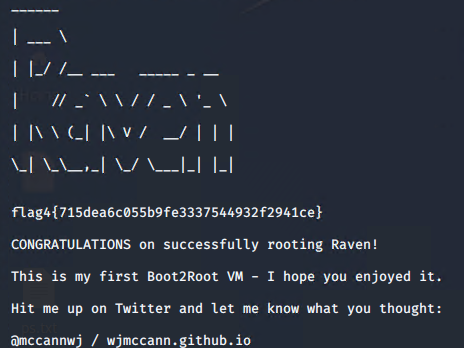 ______
| ___ \
| |_/ /__ ___   _____ _ __
|    // _` \ \ / / _ \ '_ \
| |\ \ (_| |\ V /  __/ | | |
\_| \_\__,_| \_/ \___|_| |_|
flag4{715dea6c055b9fe3337544932f2941ce}
CONGRATULATIONS on successfully rooting Raven!
This is my first Boot2Root VM - I hope you enjoyed it.
Hit me up on Twitter and let me know what you thought:
@mccannwj / wjmccann.github.io